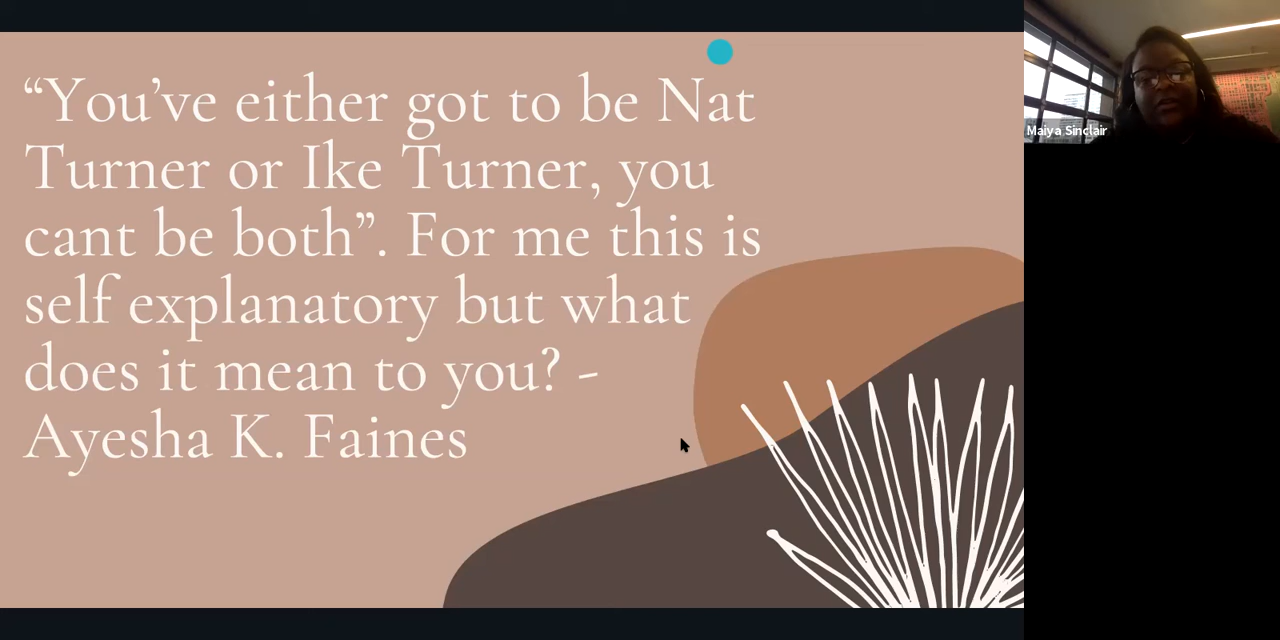 “You’ve either got to be Nat
Turner or Ike Turner, you
cant be both”. For me this is
self explanatory but what
does it mean to you? -
Ayesha K. Faines
Maiya Sinclair